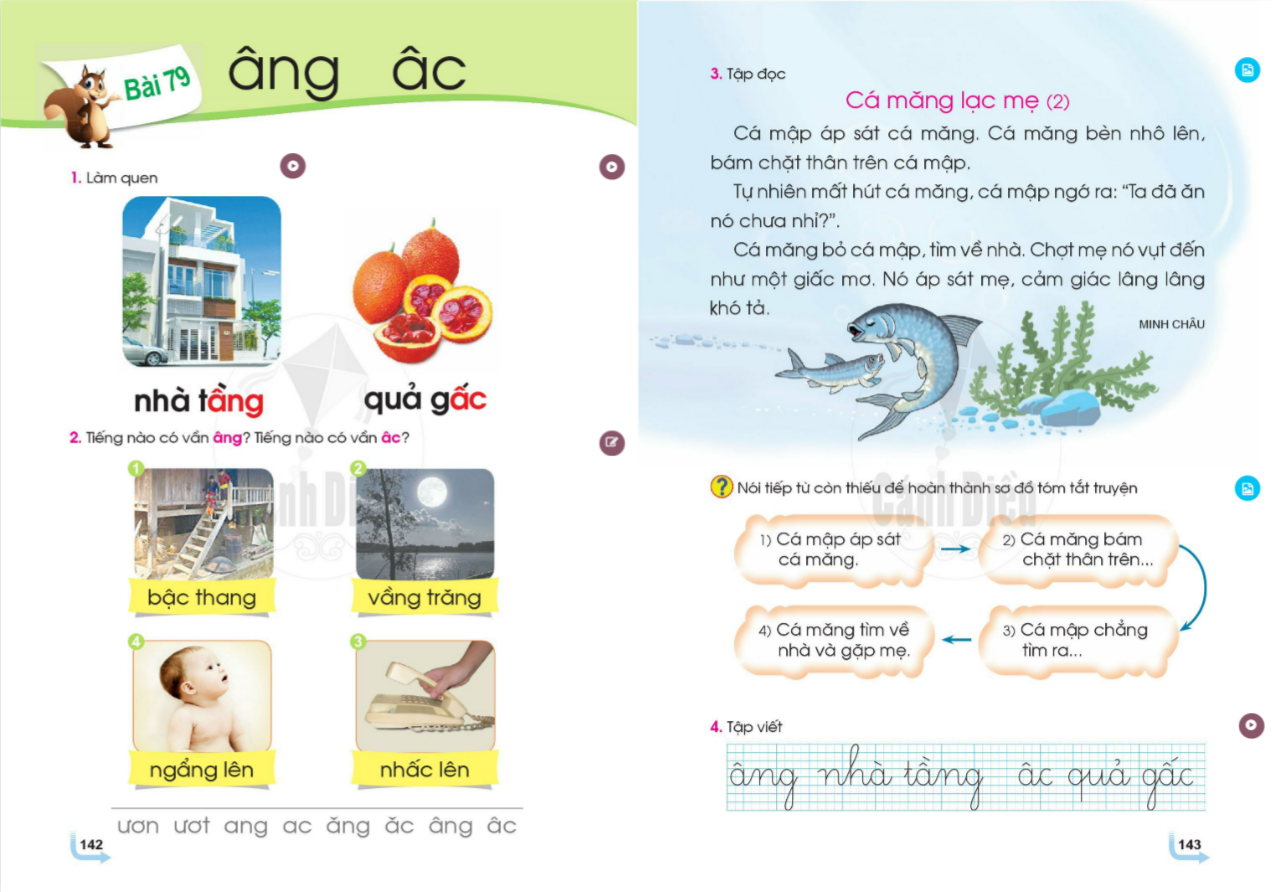 Bài 79
âng âc
1. Làm quen
nhà tầng
quả gấc
2. Tiếng nào có vần âng? Tiếng nào có vần âc?
1
2
bậc thang
vầng trăng
4
3
ngẩng lên
nhấc lên
ươn ươt ang ac ăng ăc âng âc
142
3. Tập đọc
Cá măng lạc mẹ (2)
Cá mập áp sát cá măng. Cá măng bèn nhô lên,
bám chặt thân trên cá mập.
Tự nhiên mất hút cá măng, cá mập ngớ ra: “Ta đã ăn
nó chưa nhỉ?”.
Cá măng bỏ cá mập, tìm về nhà. Chợt mẹ nó vụt đến
như một giấc mơ. Nó áp sát mẹ, cảm giác lâng lâng
khó tả.
MINH CHÂU
? Nói tiếp từ còn thiếu để hoàn thành sơ đồ tóm tắt truyện
1) Cá mập áp sát
cá măng.
2) Cá măng bám
chặt thân trên...
4) Cá măng tìm về
nhà và gặp mẹ.
3) Cá mập chẳng
tìm ra...
4. Tập viết
âng nhà tầng âc quả gấc
143
Cánh Diều
Cánh Diều